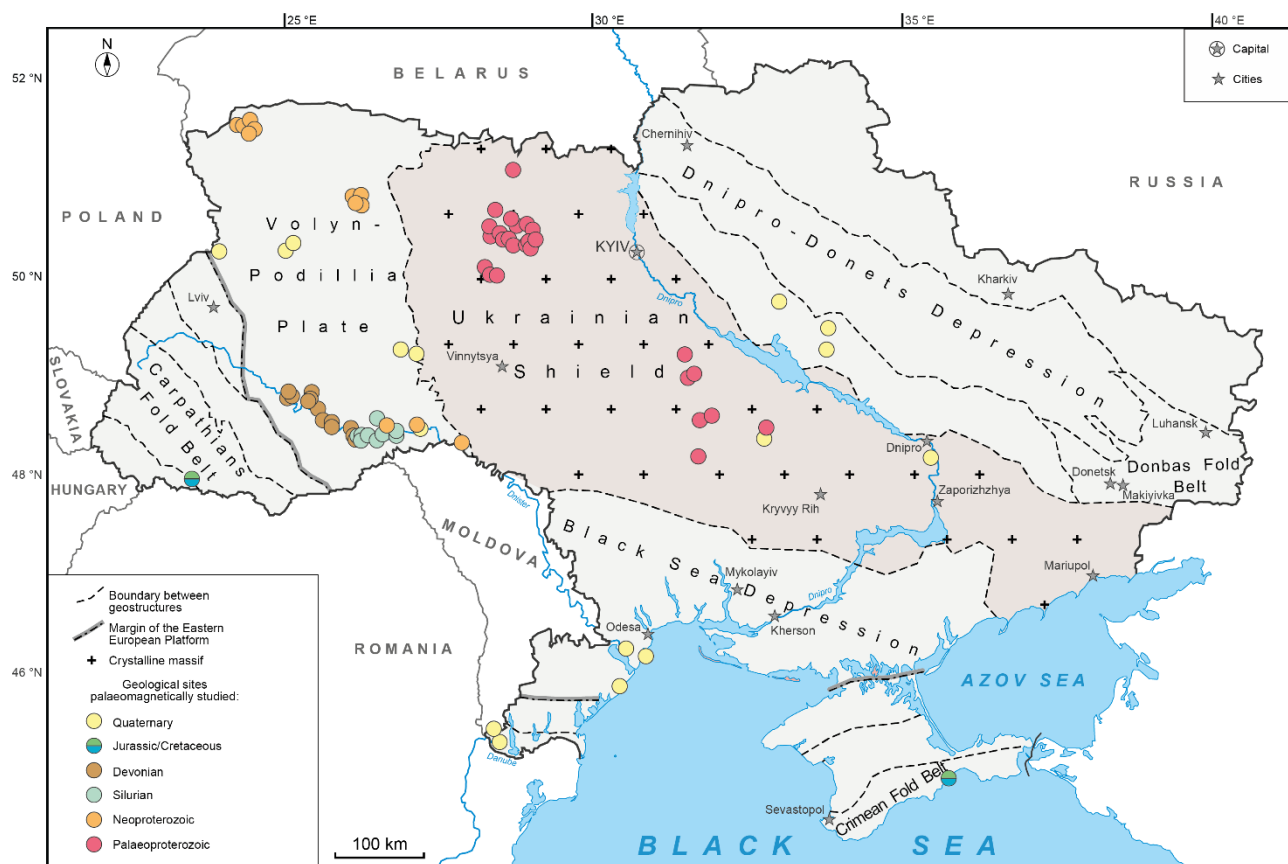 25 °E
30 °E
35 °E
40 °E
52 °N
50 °N
48 °N
46 °N
N
Capital
Cities
BELARUS
POLAND
RUSSIA
SLOVAKIA
HUNGARY
MOLDOVA
ROMANIA
Chernihiv
KYIV
Kharkiv
Lviv
Vinnytsya
Luhansk
Dnipro
Donetsk
Makiyivka
Zaporizhzhya
Kryvyy Rih
Mariupol
Mykolayiv
Kherson
Odesa
Sevastopol
Volyn-
Podillia
Plate
Ukrainian
Shield
Dnipro-Donets Depression
Donbas Fold
Belt
Carpathians
Fold Belt
Black Sea Depression
Crimean Fold Belt
Dnipro
Dnister
Dnipro
Danube
AZOV SEA
BLACK SEA
Boundary between
geostructures
Margin of the Eastern
European Platform
Crystalline massif
Geological sites
palaeomagnetically studied:
Quaternary
Jurassic/Cretaceous
Devonian
Silurian
Neoproterozoic
Palaeoproterozoic
100 km